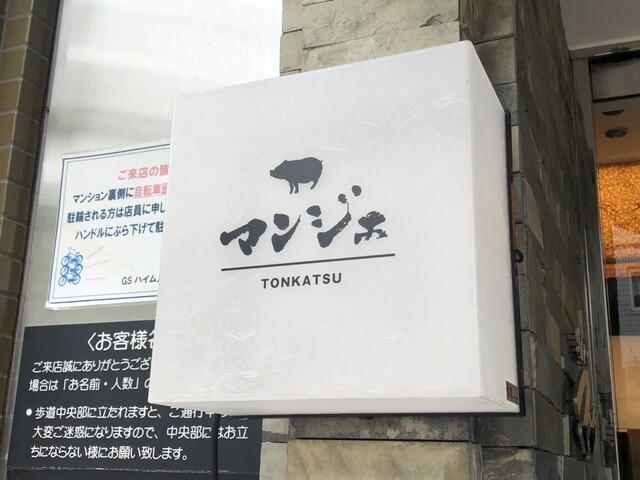 マンジェ
TONKATSU
ご来店の皆
マンション裏側に自転車
駐輪される方は店員に申し
ハンドルにぶら下げて駐
GSハイム
〈お客様各
ご来店誠にありがとうござ
場合は「お名前・人数」の
●歩道中央部に立たれますと、ご通行
大変ご迷惑になりますので、中央部にはお立
ちにならない様にお願い致します。